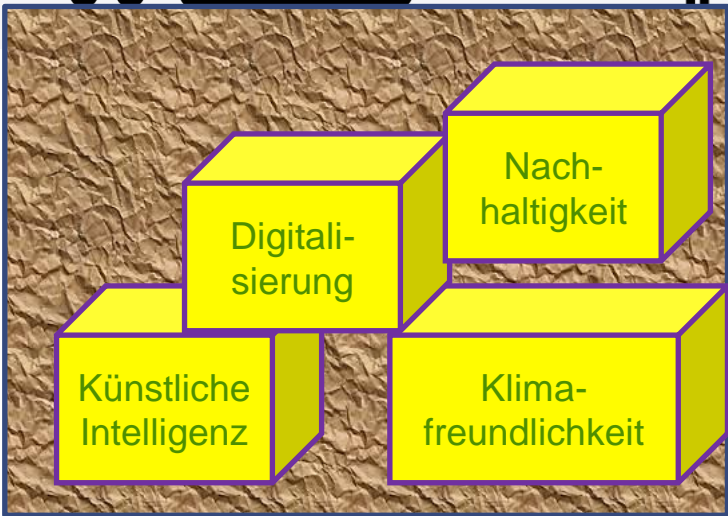 Nach-
haltigkeit
Digitali-
sierung
Künstliche
Intelligenz
Klima-
freundlichkeit